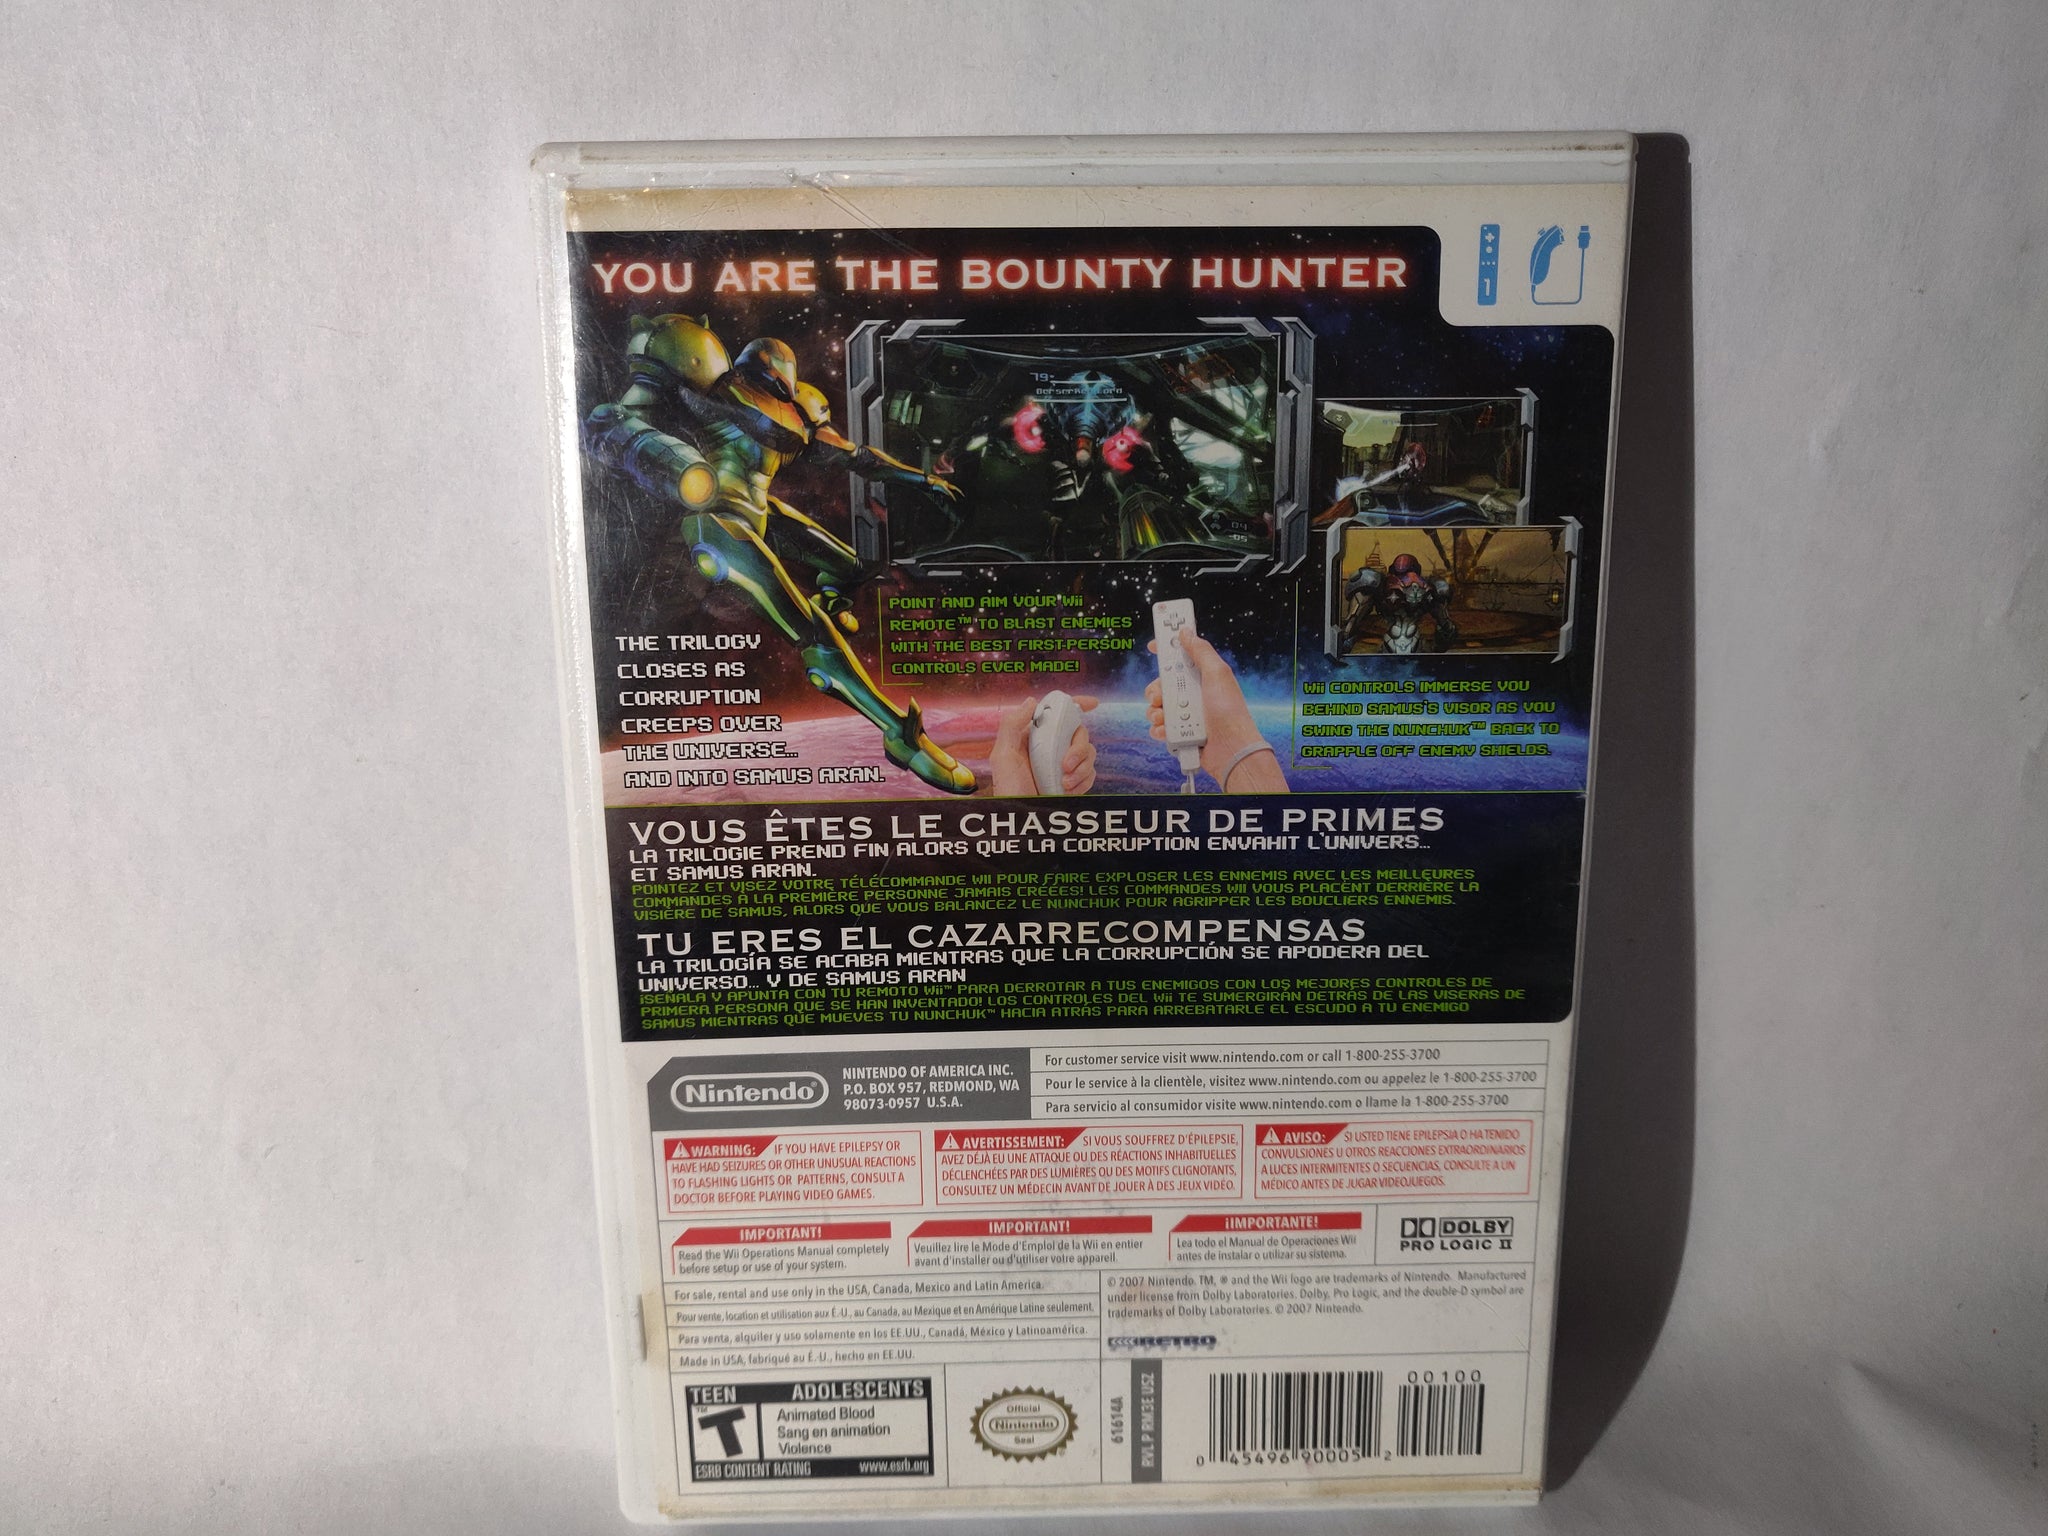 YOU ARE THE BOUNTY HUNTER
1
79
Berserker Lord
04
05
POINT AND AIM YOUR Wii
REMOTE™ TO BLAST ENEMIES
WITH THE BEST FIRST-PERSON
CONTROLS EVER MADE!
THE TRILOGY
CLOSES AS
CORRUPTION
CREEPS OVER
THE UNIVERSE...
AND INTO SAMUS ARAN.
Wii
Wii CONTROLS IMMERSE YOU
BEHIND SAMUS'S VISOR AS YOU
SWING THE NUNCHUK™ BACK TO
GRAPPLE OFF ENEMY SHIELDS.
VOUS ÊTES LE CHASSEUR DE PRIMES
LA TRILOGIE PREND FIN ALORS QUE LA CORRUPTION ENVAHIT L'UNIVERS...
ET SAMUS ARAN.
POINTEZ ET VISEZ VOTRE TÉLÉCOMMANDE WII POUR FAIRE EXPLOSER LES ENNEMIS AVEC LES MEILLEURES
COMMANDES À LA PREMIÈRE PERSONNE JAMAIS CRÉÉES! LES COMMANDES WII VOUS PLACENT DERRIÈRE LA
VISIÈRE DE SAMUS, ALORS QUE VOUS BALANCEZ LE NUNCHUK POUR AGRIPPER LES BOUCLIERS ENNEMIS.
TU ERES EL CAZARRECOMPENSAS
LA TRILOGÍA SE ACABA MIENTRAS QUE LA CORRUPCIÓN SE APODERA DEL
UNIVERSO... Y DE SAMUS ARAN
¡SEÑALA Y APUNTA CON TU REMOTO Wii™ PARA DERROTAR A TUS ENEMIGOS CON LOS MEJORES CONTROLES DE
PRIMERA PERSONA QUE SE HAN INVENTADO! LOS CONTROLES DEL Wii TE SUMERGIRÁN DETRÁS DE LAS VISERAS DE
SAMUS MIENTRAS QUE MUEVES TU NUNCHUK™ HACIA ATRÁS PARA ARREBATARLE EL ESCUDO A TU ENEMIGO
Nintendo®
NINTENDO OF AMERICA INC.
P.O. BOX 957, REDMOND, WA
98073-0957 U.S.A.
For customer service visit www.nintendo.com or call 1-800-255-3700
Pour le service à la clientèle, visitez www.nintendo.com ou appelez le 1-800-255-3700
Para servicio al consumidor visite www.nintendo.com o llame la 1-800-255-3700
WARNING: IF YOU HAVE EPILEPSY OR
HAVE HAD SEIZURES OR OTHER UNUSUAL REACTIONS
TO FLASHING LIGHTS OR PATTERNS, CONSULT A
DOCTOR BEFORE PLAYING VIDEO GAMES.
AVERTISSEMENT: SI VOUS SOUFFREZ D'ÉPILEPSIE,
AVEZ DÉJÀ EU UNE ATTAQUE OU DES RÉACTIONS INHABITUELLES
DÉCLENCHÉES PAR DES LUMIÈRES OU DES MOTIFS CLIGNOTANTS,
CONSULTEZ UN MÉDECIN AVANT DE JOUER À DES JEUX VIDÉO.
AVISO: SI USTED TIENE EPILEPSIA O HA TENIDO
CONVULSIONES U OTROS REACCIONES EXTRAORDINARIOS
A LUCES INTERMITENTES O SECUENCIAS, CONSULTE A UN
MÉDICO ANTES DE JUGAR VIDEOJUEGOS.
IMPORTANT!
Read the Wii Operations Manual completely
before setup or use of your system.
IMPORTANT!
Veuillez lire le Mode d'Emploi de la Wii en entier
avant d'installer ou d'utiliser votre appareil.
¡IMPORTANTE!
Lea todo el Manual de Operaciones Wii
antes de instalar o utilizar su sistema.
DOLBY
PRO LOGIC II
For sale, rental and use only in the USA, Canada, Mexico and Latin America.
Pour vente, location et utilisation aux É.-U., au Canada, au Mexique et en Amérique Latine seulement.
Para venta, alquiler y uso solamente en los EE.UU., Canadá, México y Latinoamérica.
Made in USA, fabriqué au É.-U., hecho en EE.UU.
© 2007 Nintendo. TM, ® and the Wii logo are trademarks of Nintendo. Manufactured
under license from Dolby Laboratories. Dolby, Pro Logic, and the double-D symbol are
trademarks of Dolby Laboratories. © 2007 Nintendo.
RETRO
TEEN ADOLESCENTS
T ™
Animated Blood
Sang en animation
Violence
ESRB CONTENT RATING www.esrb.org
Official
Nintendo
Seal
61614A
RVL P RM3E USZ
00100
0 45496 90005 2